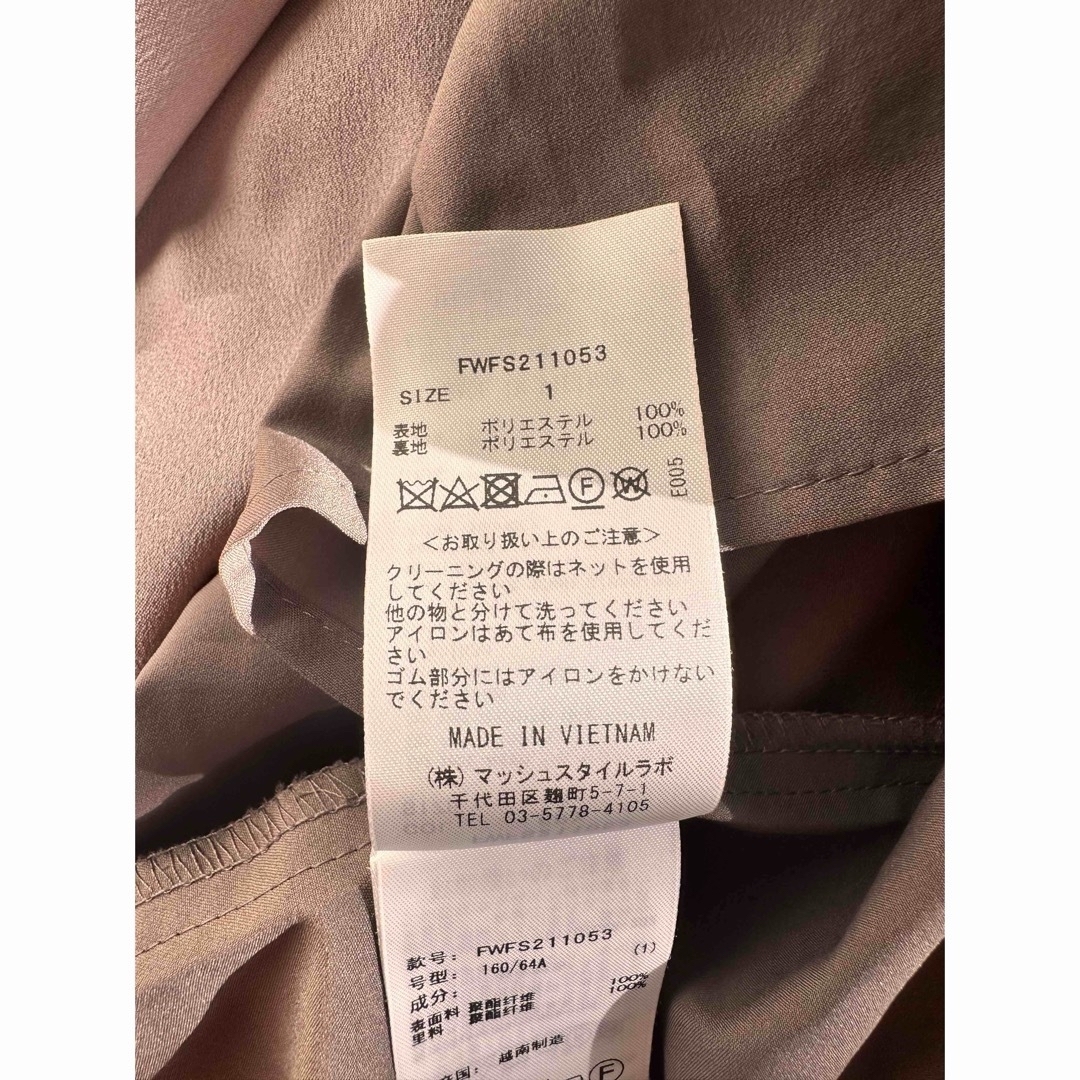 FWFS211053
SIZE 1
表地 ポリエステル 100%
裏地 ポリエステル 100%
F W E005
＜お取り扱い上のご注意＞
クリーニングの際はネットを使用
してください
他の物と分けて洗ってください
アイロンはあて布を使用してくだ
さい
ゴム部分にはアイロンをかけない
でください
MADE IN VIETNAM
(株) マッシュスタイルラボ
千代田区麹町5-7-1
TEL 03-5778-4105
款号: FWFS211053
号型: 160/64A (1)
成分:
表面料 聚酯纤维 100%
里料 聚酯纤维 100%
国: 越南制造
F